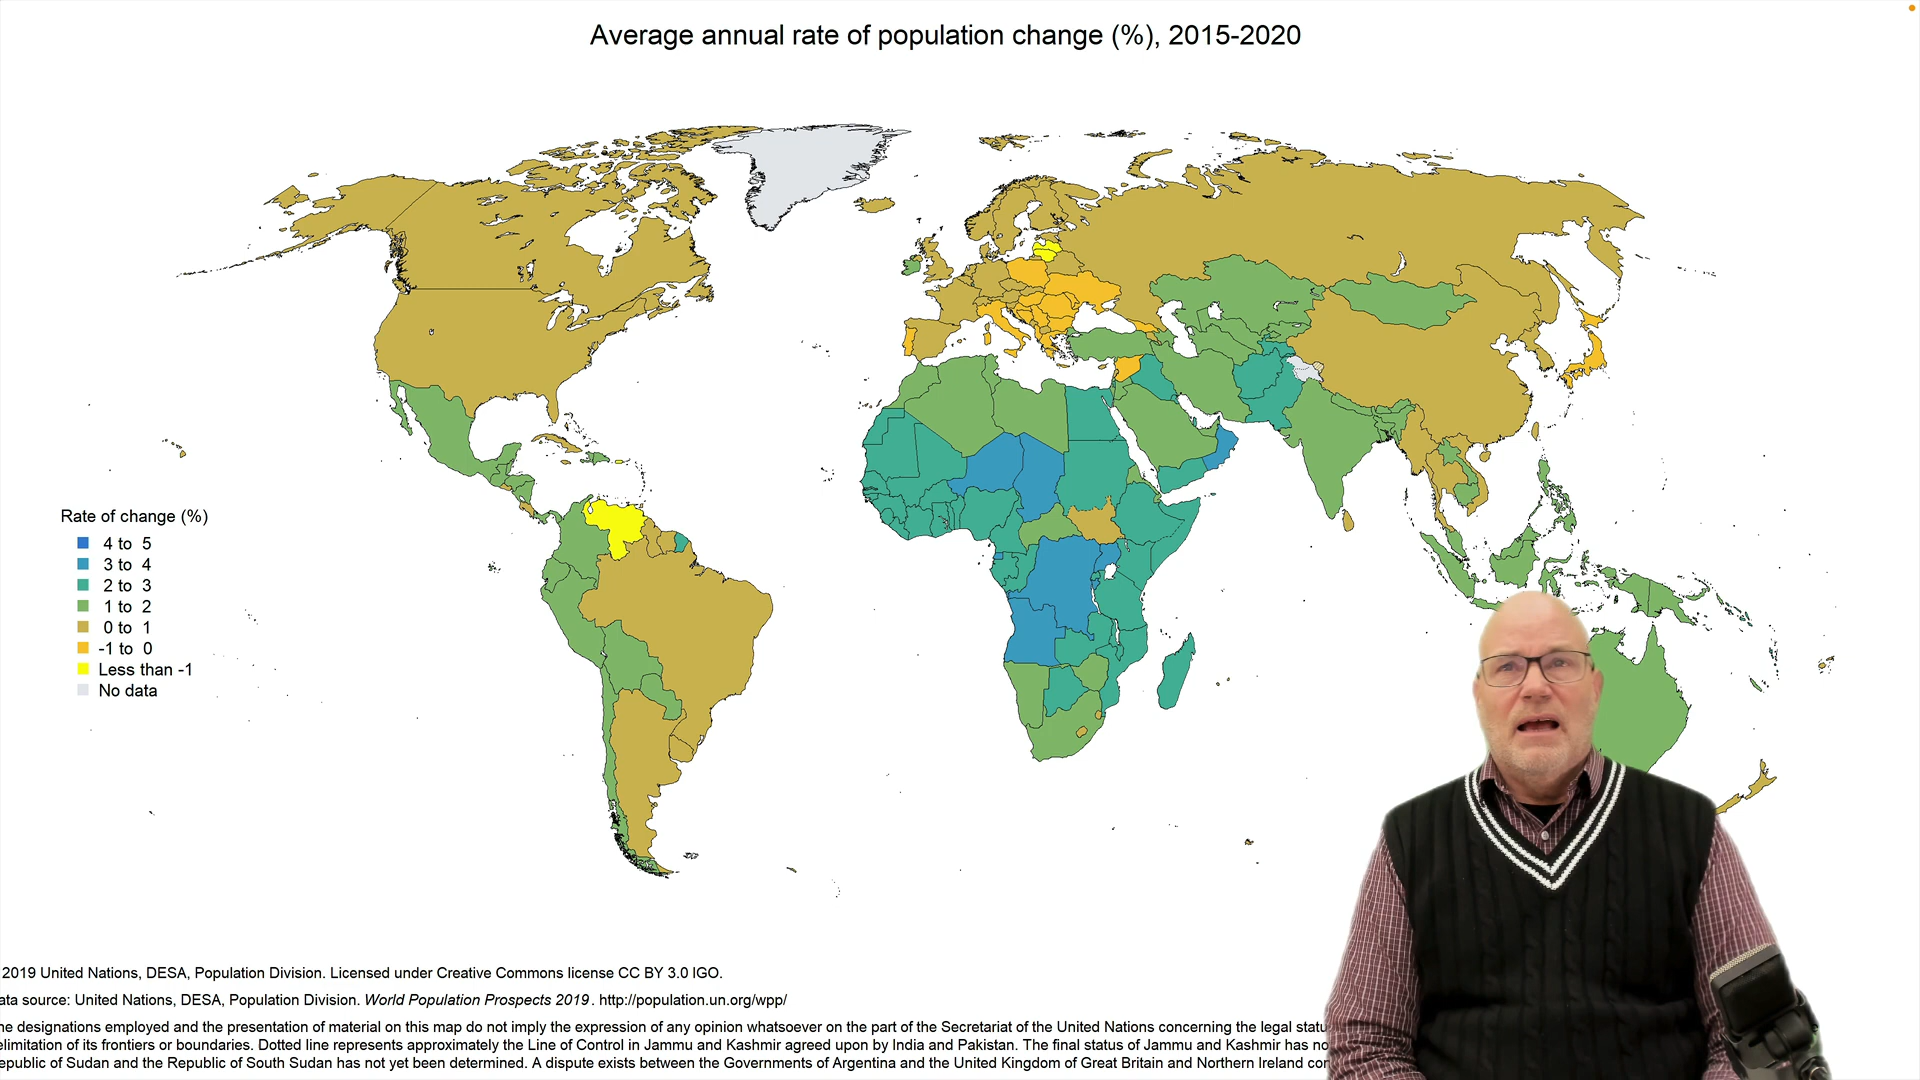 Average annual rate of population change (%), 2015-2020
Rate of change (%)
4 to 5
3 to 4
2 to 3
1 to 2
0 to 1
-1 to 0
Less than -1
No data
2019 United Nations, DESA, Population Division. Licensed under Creative Commons license CC BY 3.0 IGO.
ata source: United Nations, DESA, Population Division. World Population Prospects 2019. http://population.un.org/wpp/
he designations employed and the presentation of material on this map do not imply the expression of any opinion whatsoever on the part of the Secretariat of the United Nations concerning the legal statu
elimitation of its frontiers or boundaries. Dotted line represents approximately the Line of Control in Jammu and Kashmir agreed upon by India and Pakistan. The final status of Jammu and Kashmir has no
epublic of Sudan and the Republic of South Sudan has not yet been determined. A dispute exists between the Governments of Argentina and the United Kingdom of Great Britain and Northern Ireland con